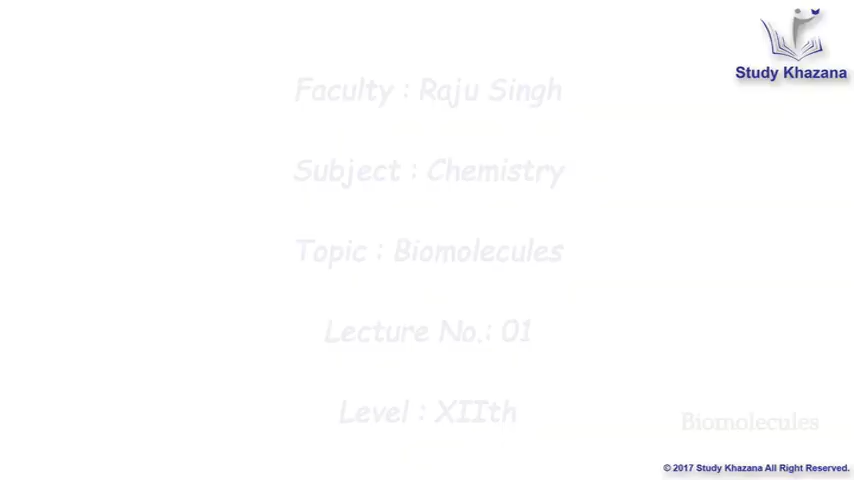 Study Khazana
Faculty : Raju Singh
Subject : Chemistry
Topic : Biomolecules
Lecture No.: 01
Level : XIIth
Biomolecules
© 2017 Study Khazana All Right Reserved.